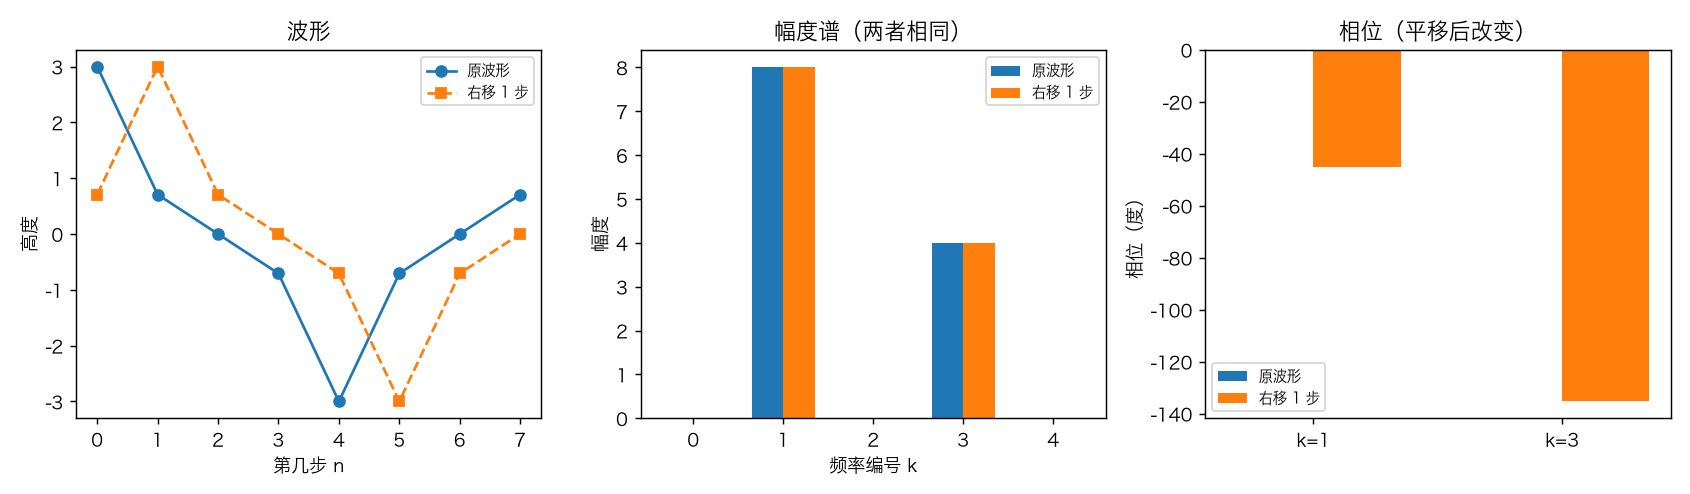 波形
3
2
1
0
-1
-2
-3
高度
0 1 2 3 4 5 6 7
第几步 n
原波形
右移 1 步
幅度谱（两者相同）
8
7
6
5
4
3
2
1
0
幅度
0 1 2 3 4
频率编号 k
原波形
右移 1 步
相位（平移后改变）
0
-20
-40
-60
-80
-100
-120
-140
相位（度）
k=1 k=3
原波形
右移 1 步